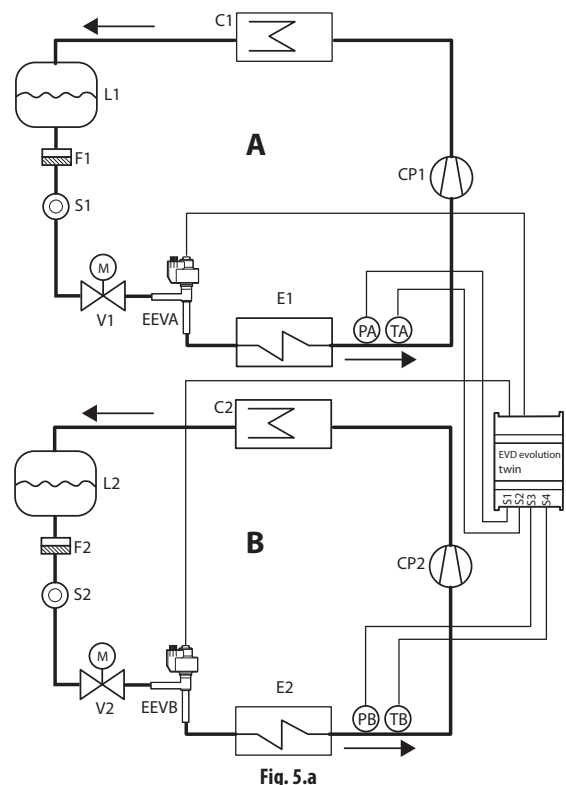 C1
L1
A
F1
CP1
S1
M
E1
V1
EEVA
PA
TA
C2
EVD evolution
twin
L2
S1
S2
S3
S4
B
F2
CP2
S2
M
E2
V2
EEVB
PB
TB
Fig. 5.a